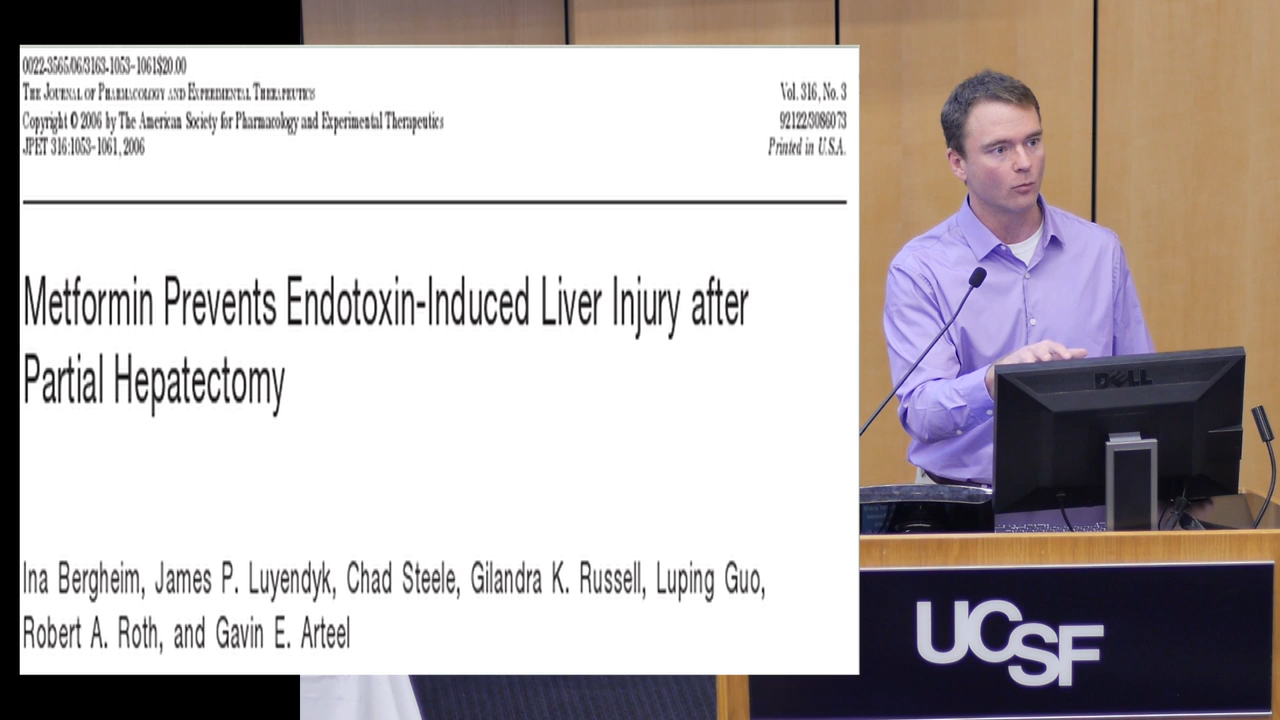 0022-3565/06/3163-1053–1061$20.00
THE JOURNAL OF PHARMACOLOGY AND EXPERIMENTAL THERAPEUTICS
Vol. 316, No. 3
Copyright © 2006 by The American Society for Pharmacology and Experimental Therapeutics
92122/3086073
JPET 316:1053–1061, 2006
Printed in U.S.A.
Metformin Prevents Endotoxin-Induced Liver Injury after
Partial Hepatectomy
Ina Bergheim, James P. Luyendyk, Chad Steele, Gilandra K. Russell, Luping Guo,
Robert A. Roth, and Gavin E. Arteel
DELL
UCSF